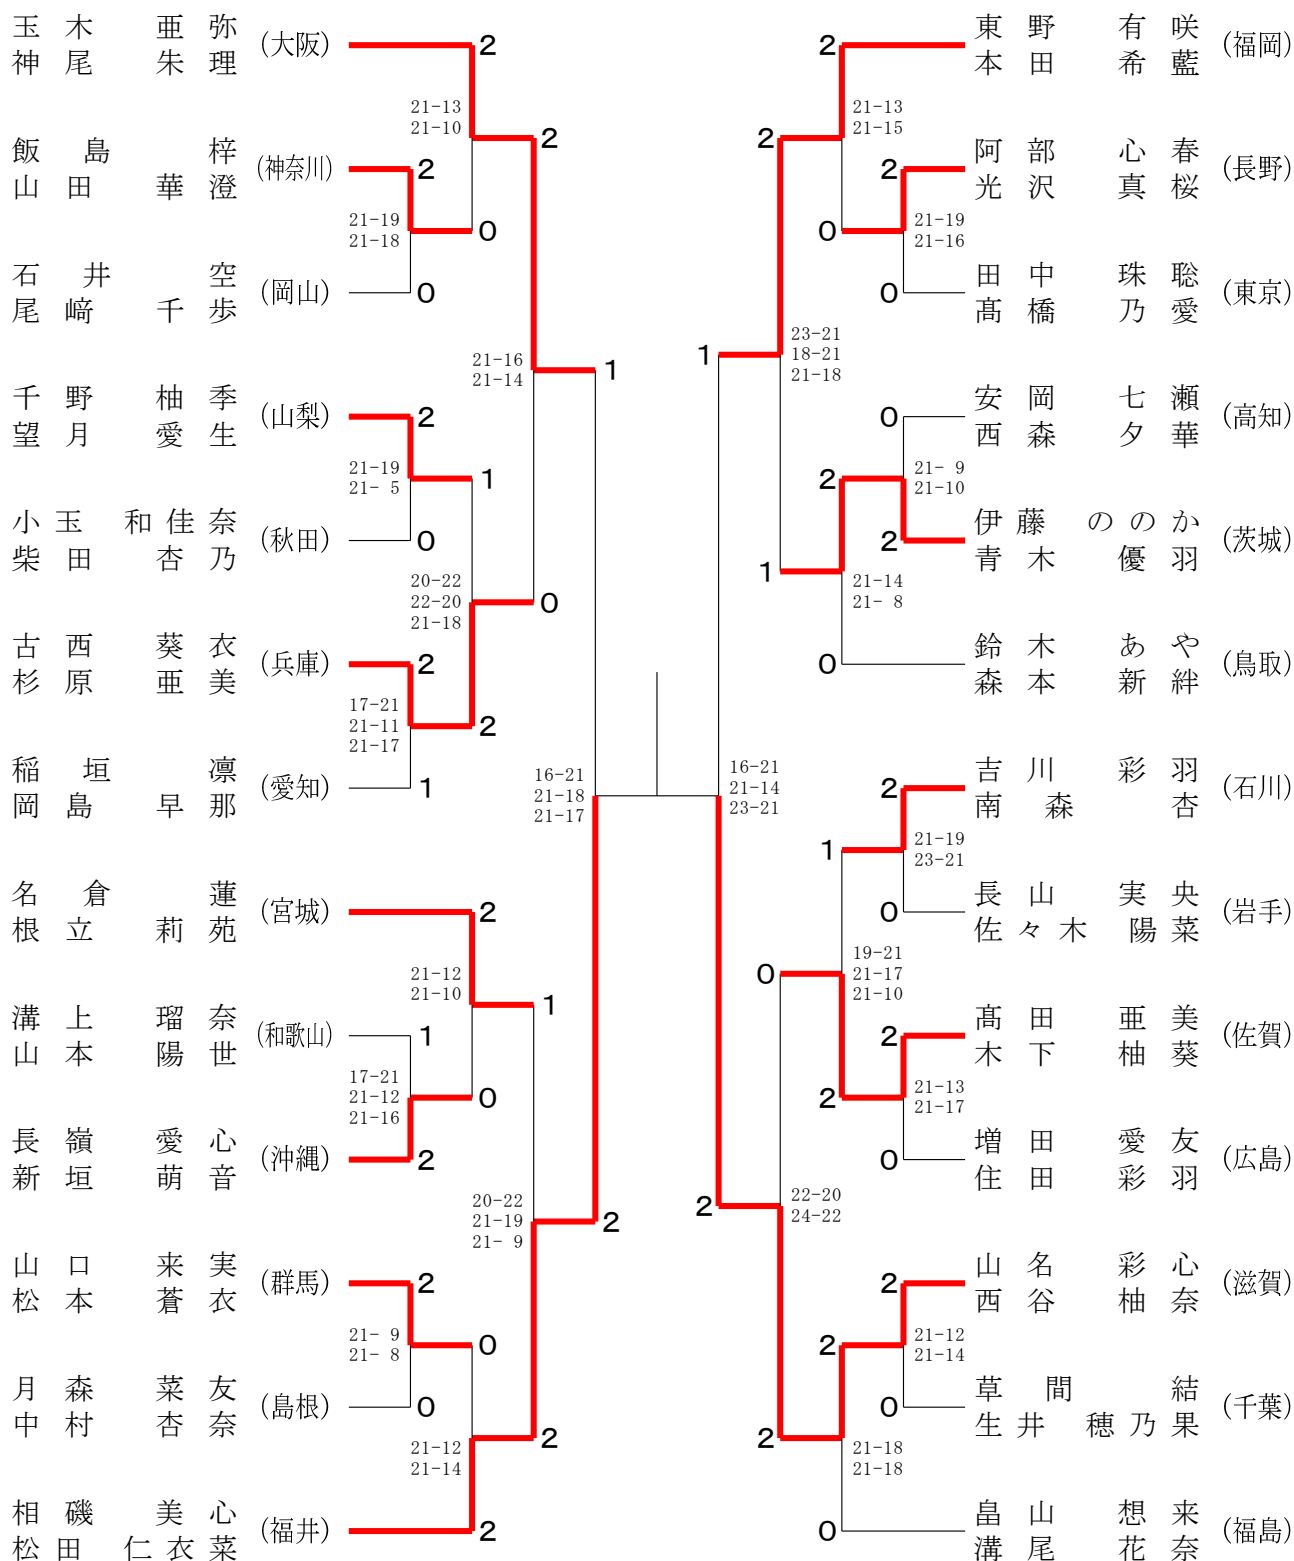 玉木 亜弥
神尾 朱理
(大阪)
2
21-13
21-10
2
飯島 梓
山田 華澄
(神奈川)
2
21-19
21-18
0
石井 空
尾﨑 千歩
(岡山)
0
21-16
21-14
1
千野 柚季
望月 愛生
(山梨)
2
21-19
21- 5
1
小玉 和佳奈
柴田 杏乃
(秋田)
0
20-22
22-20
21-18
0
古西 葵衣
杉原 亜美
(兵庫)
2
17-21
21-11
21-17
2
稲垣 凛
岡島 早那
(愛知)
1
16-21
21-18
21-17
名倉 蓮
根立 莉苑
(宮城)
2
21-12
21-10
1
溝上 瑠奈
山本 陽世
(和歌山)
1
17-21
21-12
21-16
0
長嶺 愛心
新垣 萌音
(沖縄)
2
20-22
21-19
21- 9
2
山口 来実
松本 蒼衣
(群馬)
2
21- 9
21- 8
0
月森 菜友
中村 杏奈
(島根)
0
21-12
21-14
2
相磯 美心
松田 仁衣菜
(福井)
2
東野 有咲
本田 希藍
(福岡)
2
21-13
21-15
2
阿部 心春
光沢 真桜
(長野)
2
21-19
21-16
0
田中 珠聡
髙橋 乃愛
(東京)
0
23-21
18-21
21-18
1
安岡 七瀬
西森 夕華
(高知)
0
21- 9
21-10
2
伊藤 ののか
青木 優羽
(茨城)
2
21-14
21- 8
1
鈴木 あや
森本 新絆
(鳥取)
0
16-21
21-14
23-21
吉川 彩羽
南森 杏
(石川)
2
21-19
23-21
1
長山 実央
佐々木 陽菜
(岩手)
0
19-21
21-17
21-10
0
髙田 亜美
木下 柚葵
(佐賀)
2
21-13
21-17
2
増田 愛友
住田 彩羽
(広島)
0
22-20
24-22
2
山名 彩心
西谷 柚奈
(滋賀)
2
21-12
21-14
2
草間 結
生井 穂乃果
(千葉)
0
21-18
21-18
2
畠山 想来
溝尾 花奈
(福島)
0